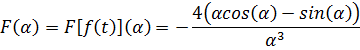 F(α) = F[f(t)](α) = −4(αcos(α) − sin(α))/α³